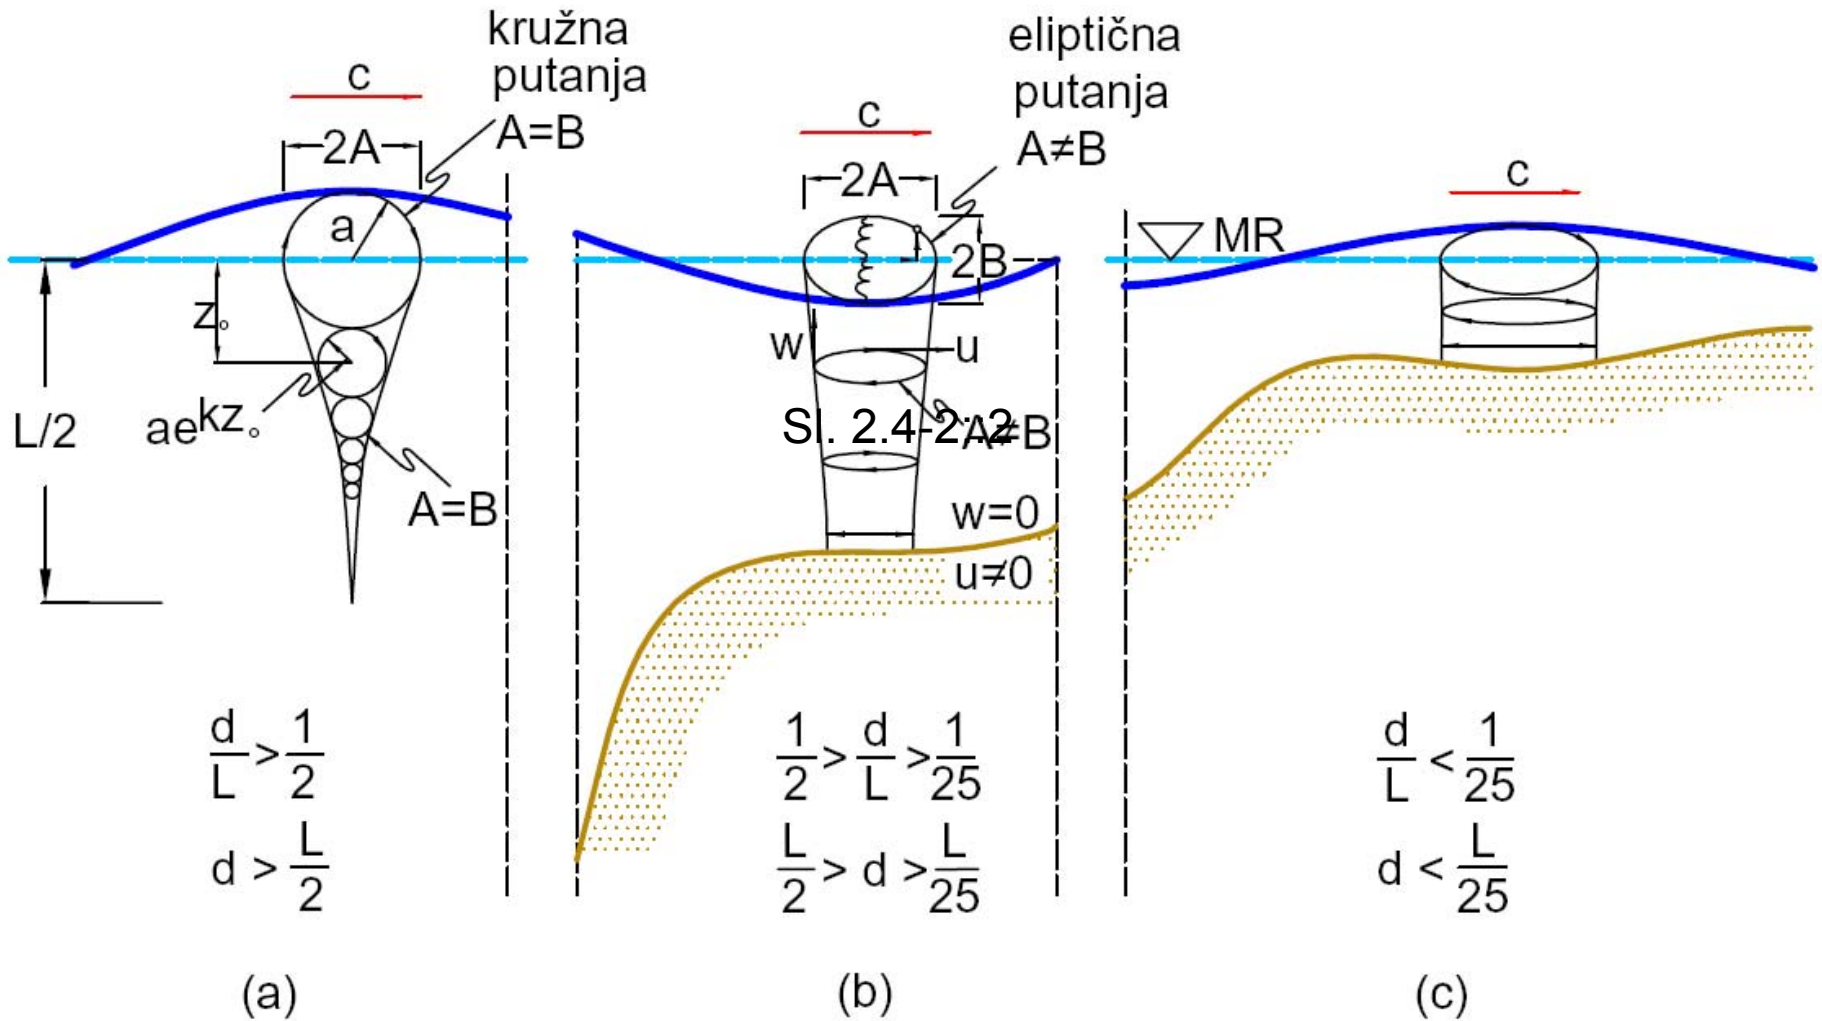 kružna
putanja
A=B
c
2A
a
z₀
L/2
ae^kz₀
A=B
d/L > 1/2
d > L/2
(a)
eliptična
putanja
A≠B
c
2A
2B
w
u
Sl. 2.4-2::2
A≠B
w=0
u≠0
1/2 > d/L > 1/25
L/2 > d > L/25
(b)
c
MR
d/L < 1/25
d < L/25
(c)